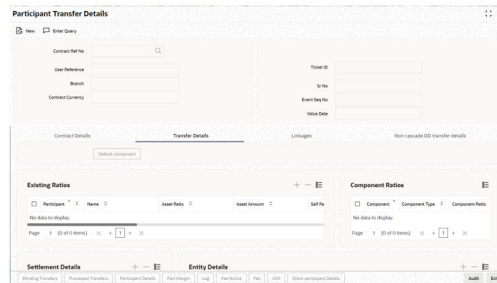 Participant Transfer Details
New Enter Query
Contract Ref No
User Reference
Branch
Contract Currency
Ticket ID
Sr No
Event Seq No
Value Date
Contract Details Transfer Details Linkages Non cascade DD transfer details
Default component
Existing Ratios
Participant * Name Asset Ratio Asset Amount Self Pa
No data to display.
Page 1 (0 of 0 items) 1
Component Ratios
Component * Component Type Component Ratio
No data to display.
Page 1 (0 of 0 items) 1
Settlement Details Entity Details
Pending Transfers Processed Transfers Participant Details Fee Notice Fee UDF Share participant Details Audit Exi